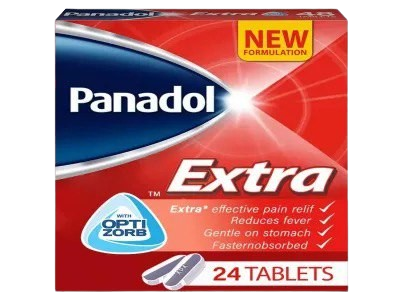 NEW
FORMULATION
Panadol
Extra
TM
Extra* effective pain relif ✓
Reduces fever ✓
Gentle on stomach ✓
Fasternobsorbed ✓
WITH
OPTI
ZORB
24 TABLETS